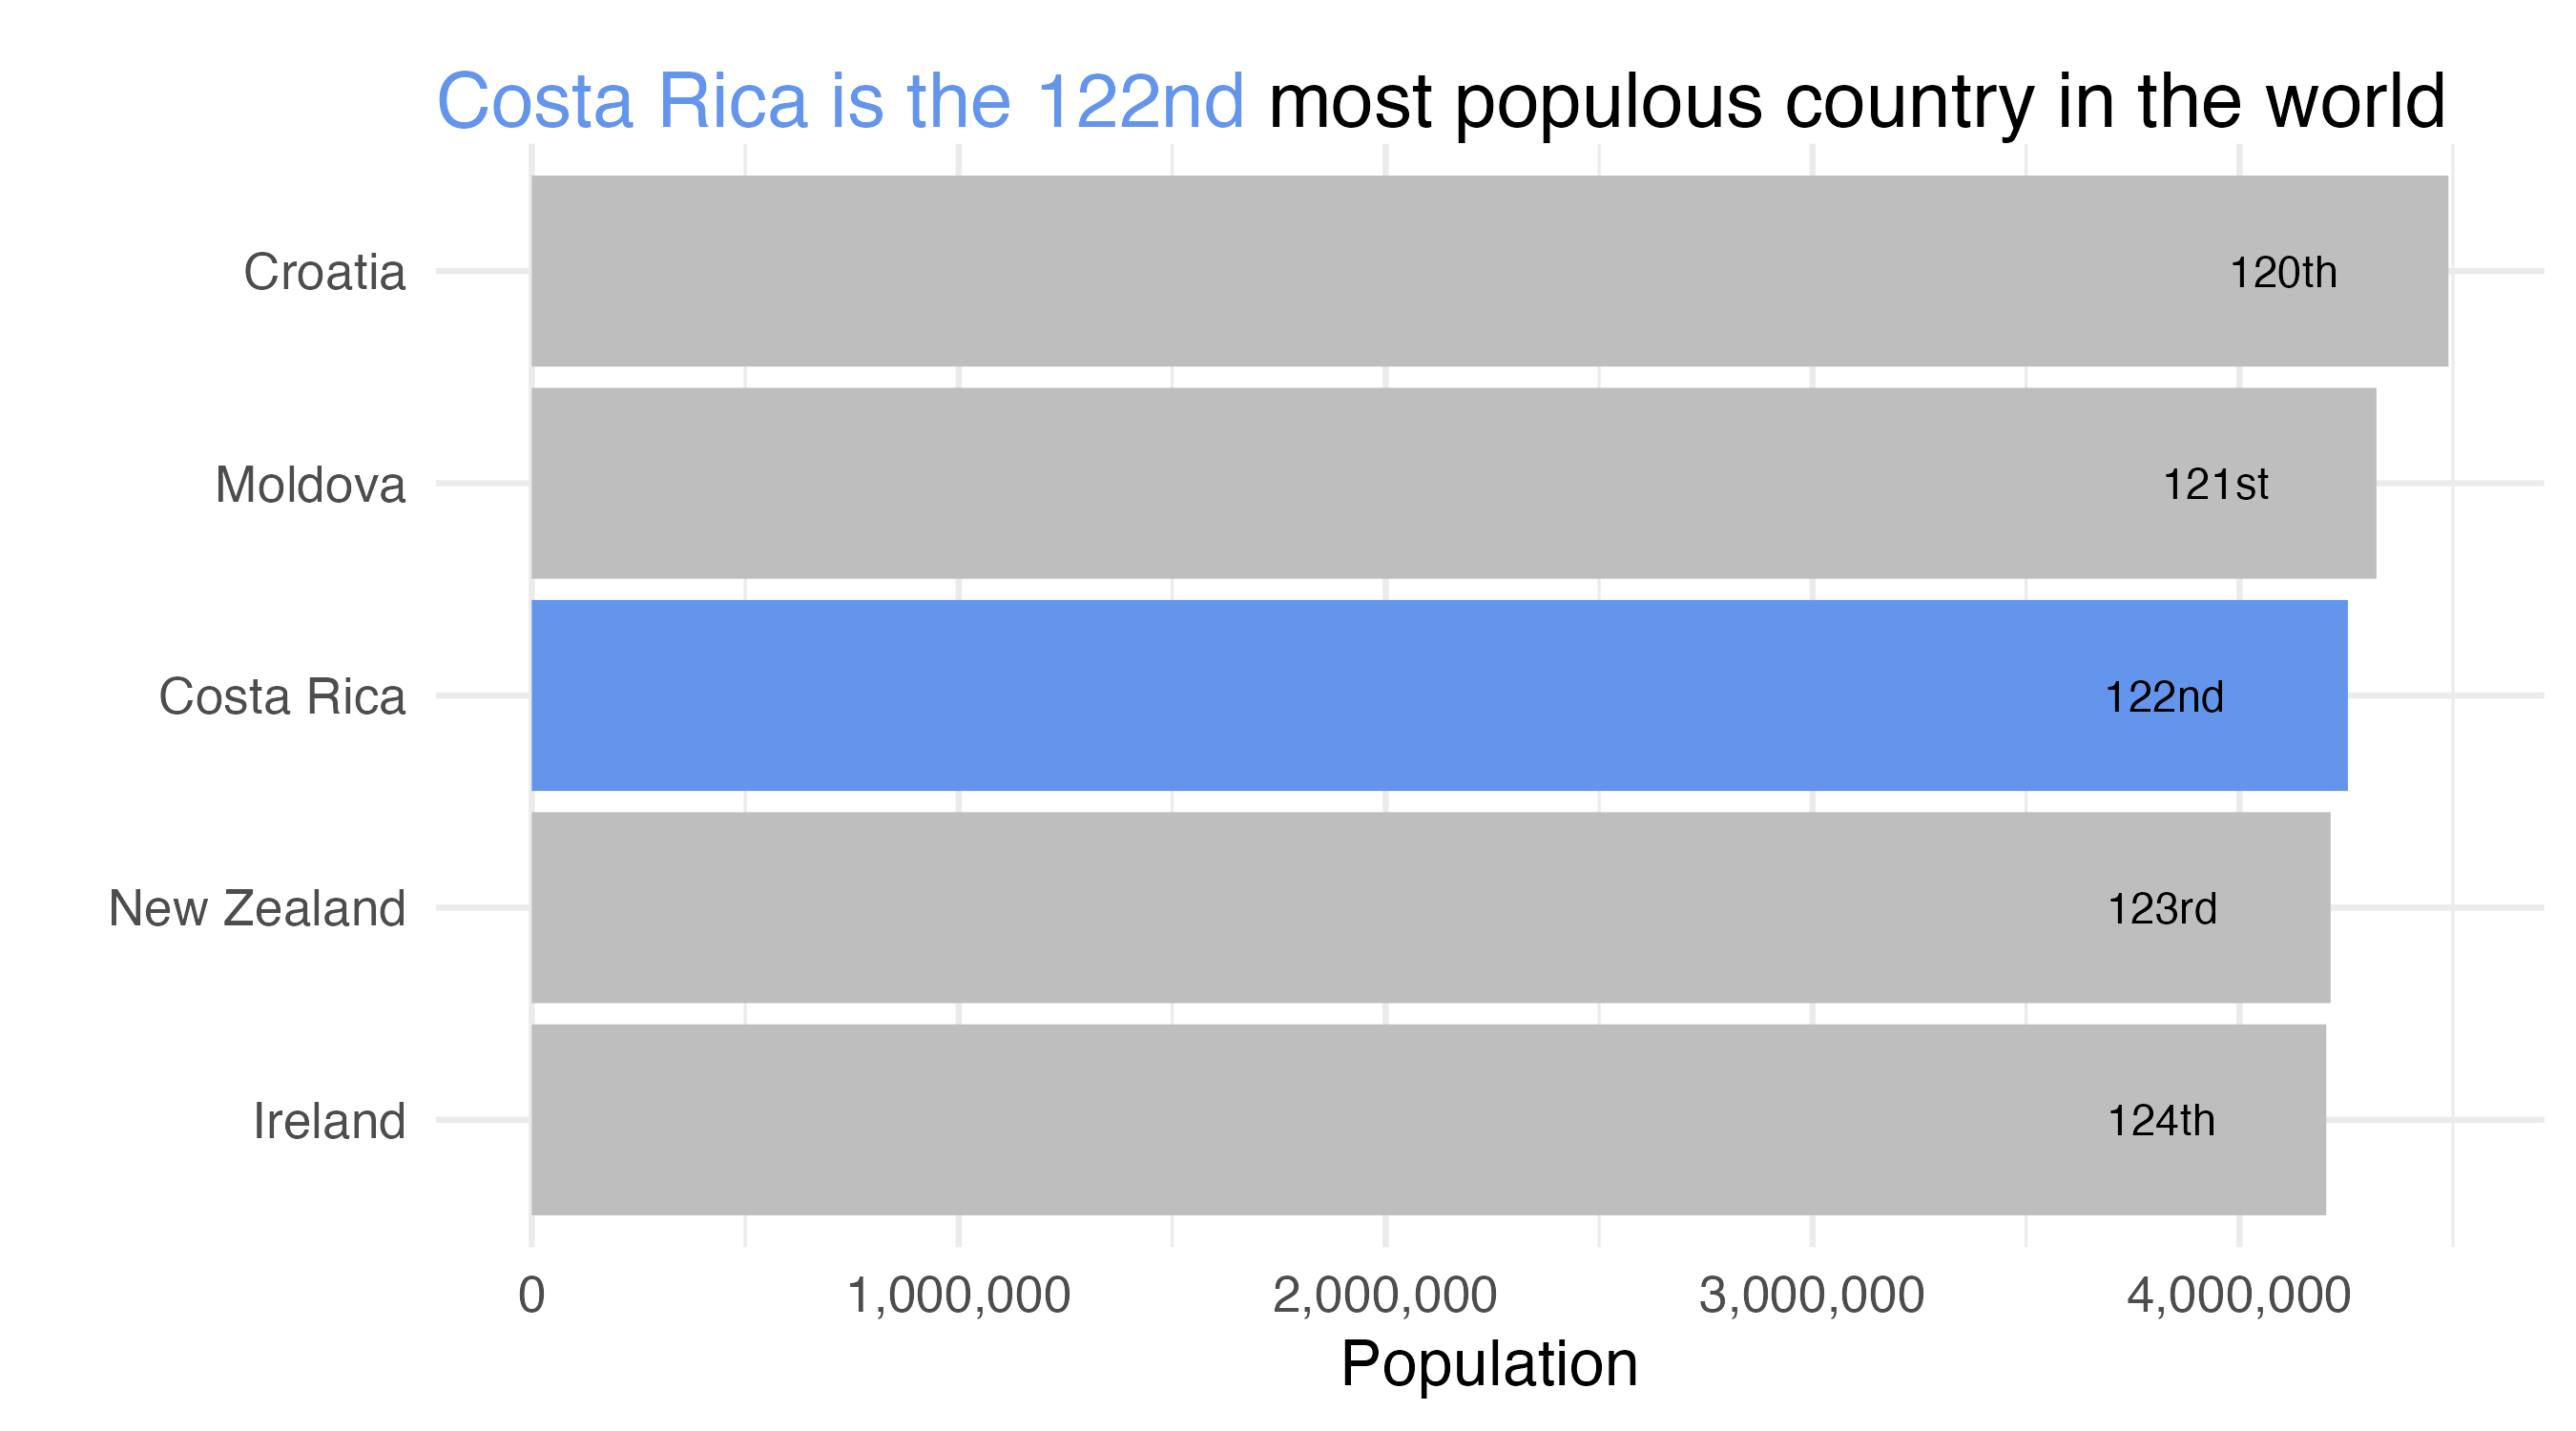 Costa Rica is the 122nd most populous country in the world
Croatia 120th
Moldova 121st
Costa Rica 122nd
New Zealand 123rd
Ireland 124th
0 1,000,000 2,000,000 3,000,000 4,000,000
Population